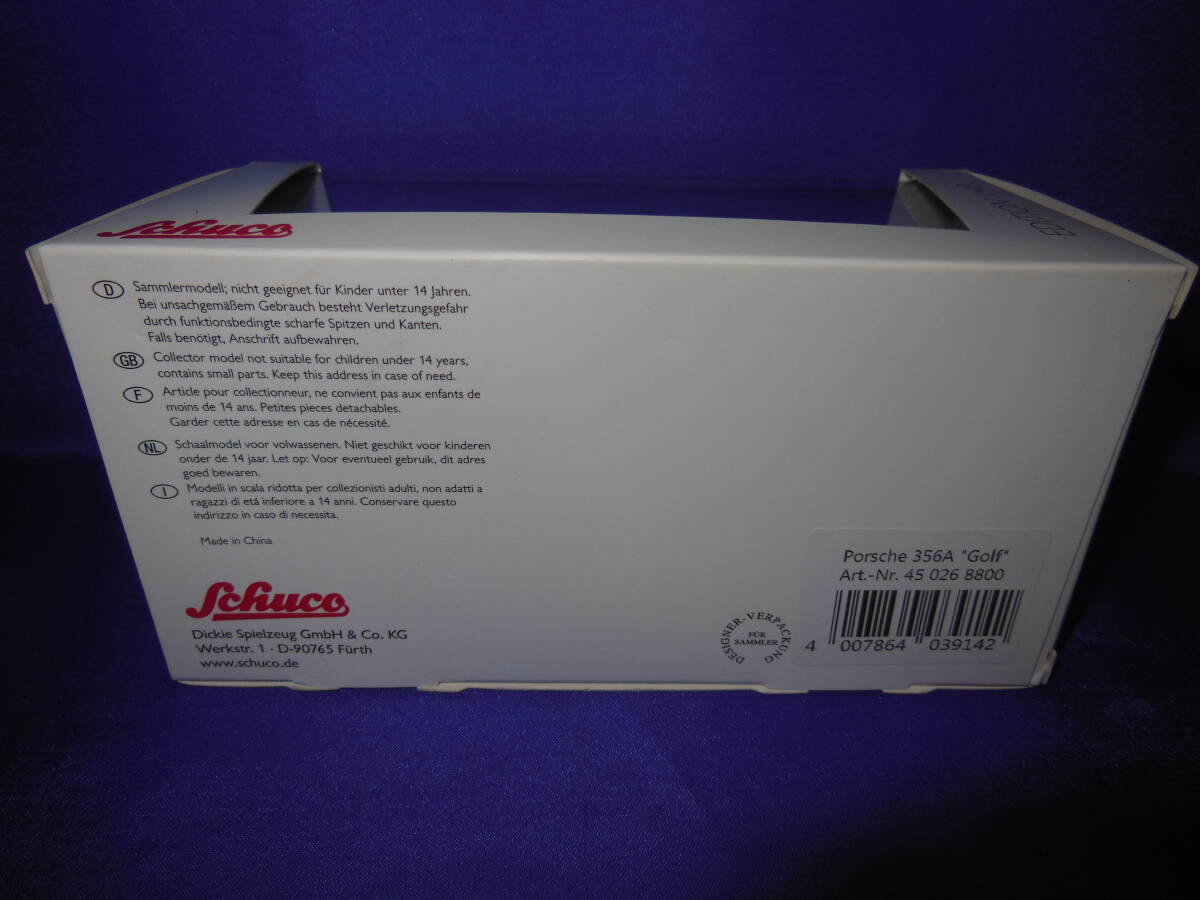 Schuco
D Sammlermodell; nicht geeignet für Kinder unter 14 Jahren.
Bei unsachgemäßem Gebrauch besteht Verletzungsgefahr
durch funktionsbedingte scharfe Spitzen und Kanten.
Falls benötigt, Anschrift aufbewahren.
GB Collector model not suitable for children under 14 years,
contains small parts. Keep this address in case of need.
F Article pour collectionneur, ne convient pas aux enfants de
moins de 14 ans. Petites pieces detachables.
Garder cette adresse en cas de nécessité.
NL Schaalmodel voor volwassenen. Niet geschikt voor kinderen
onder de 14 jaar. Let op: Voor eventueel gebruik, dit adres
goed bewaren.
I Modelli in scala ridotta per collezionisti adulti, non adatti a
ragazzi di etá inferiore a 14 anni. Conservare questo
indirizzo in caso di necessita.
Made in China
Schuco
Dickie Spielzeug GmbH & Co. KG
Werkstr. 1 · D-90765 Fürth
www.schuco.de
DESIGNER-VERPACKUNG
FÜR
SAMMLER
Porsche 356A "Golf"
Art.-Nr. 45 026 8800
4 007864 039142
EDITION 1:43